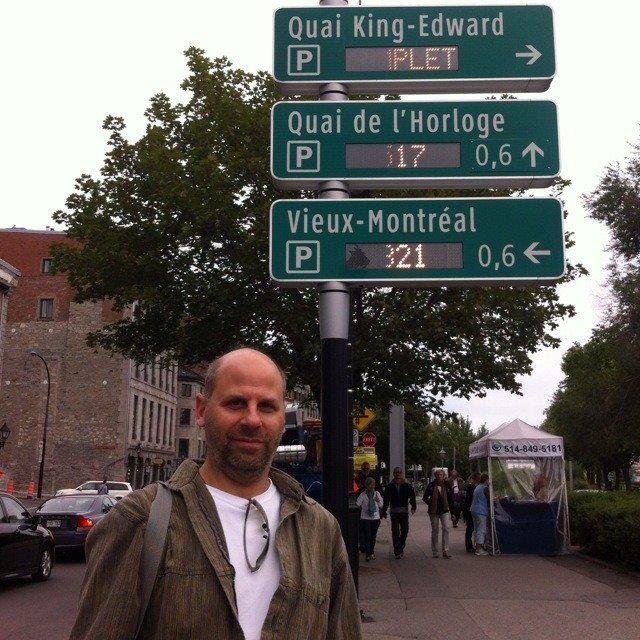 Quai King-Edward
P PLET →
Quai de l'Horloge
P 17 0,6 ↑
Vieux-Montréal
P 321 0,6 ←
514-849-5181